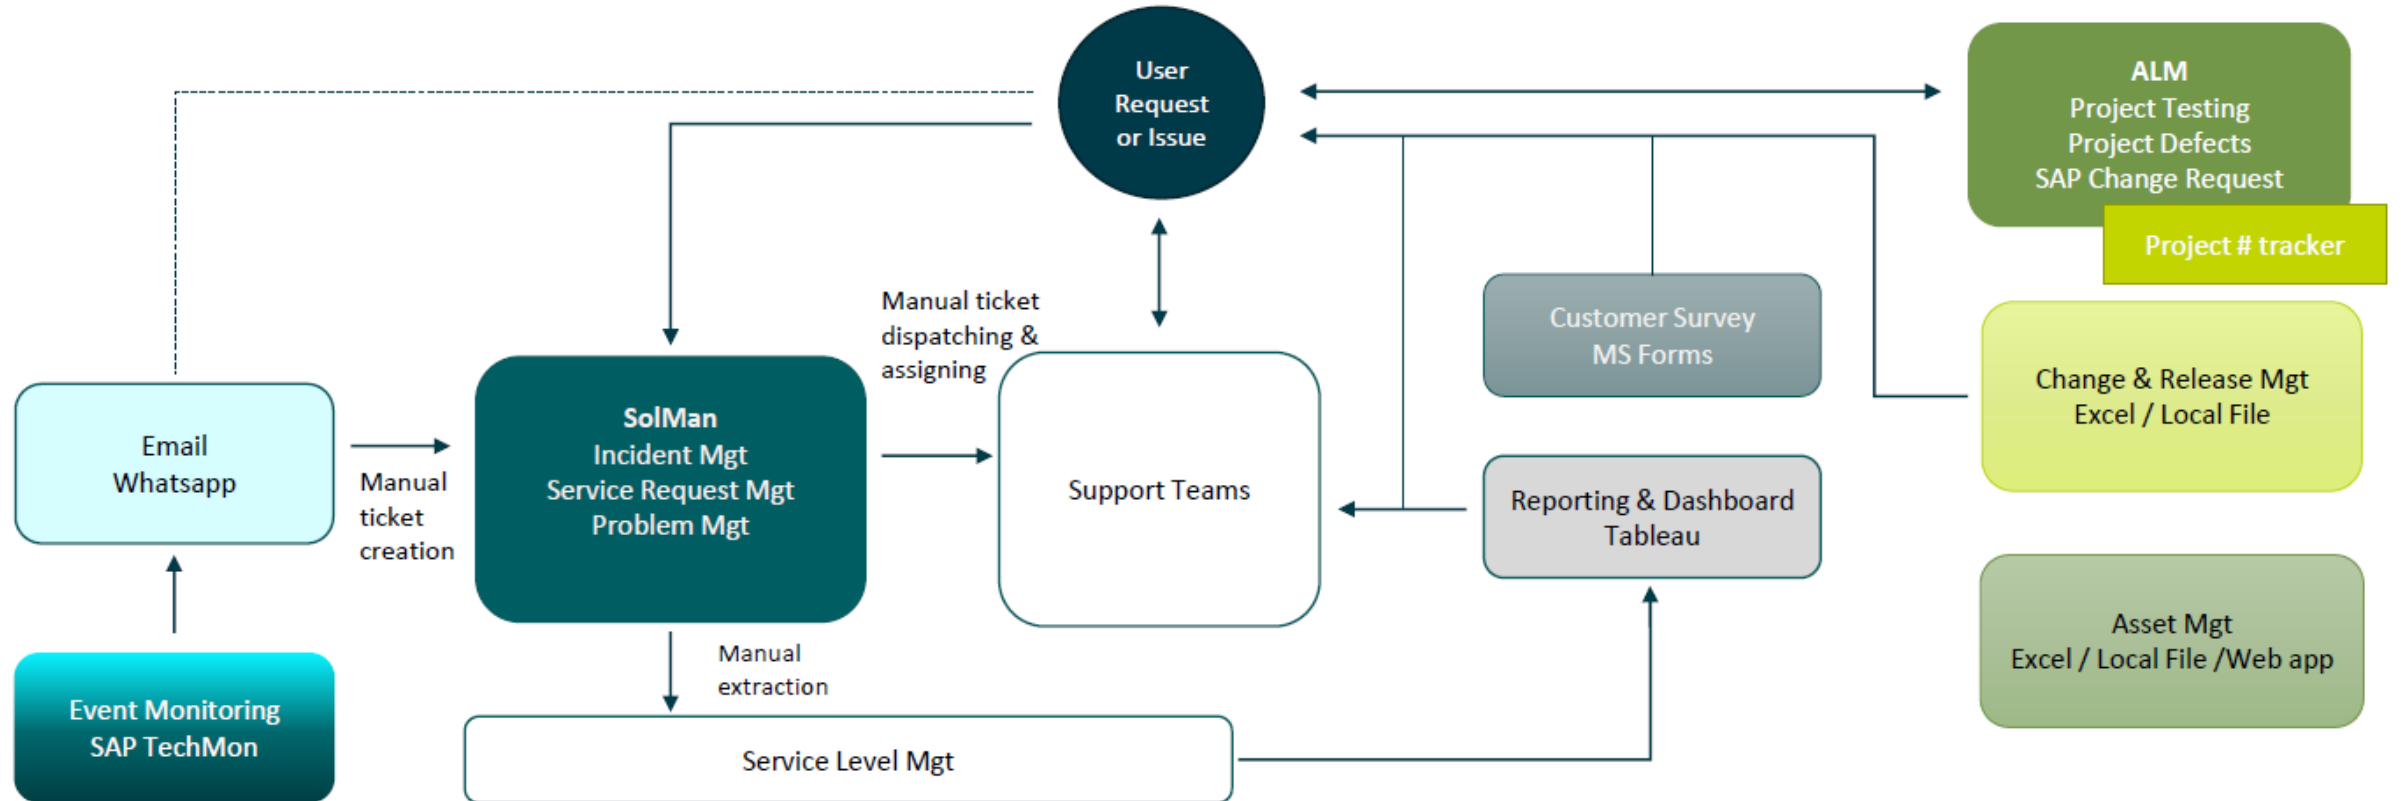 User
Request
or Issue
ALM
Project Testing
Project Defects
SAP Change Request
Project # tracker
Manual ticket
dispatching &
assigning
Customer Survey
MS Forms
Change & Release Mgt
Excel / Local File
Email
Whatsapp
Manual
ticket
creation
SolMan
Incident Mgt
Service Request Mgt
Problem Mgt
Support Teams
Reporting & Dashboard
Tableau
Asset Mgt
Excel / Local File /Web app
Manual
extraction
Event Monitoring
SAP TechMon
Service Level Mgt